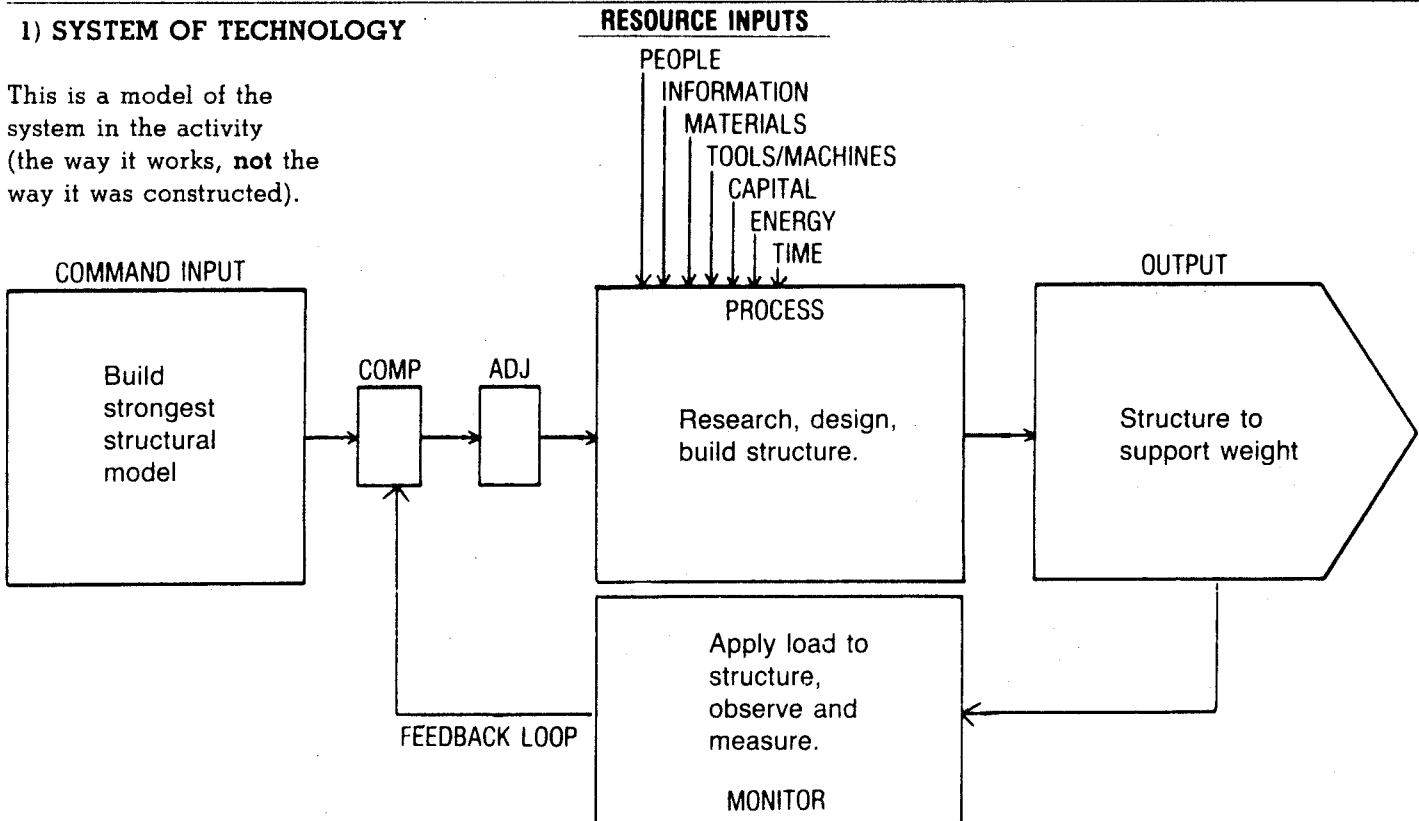 1) SYSTEM OF TECHNOLOGY
This is a model of the
system in the activity
(the way it works, not the
way it was constructed).
RESOURCE INPUTS
PEOPLE
INFORMATION
MATERIALS
TOOLS/MACHINES
CAPITAL
ENERGY
TIME
COMMAND INPUT
Build
strongest
structural
model
COMP
ADJ
PROCESS
Research, design,
build structure.
OUTPUT
Structure to
support weight
Apply load to
structure,
observe and
measure.
MONITOR
FEEDBACK LOOP